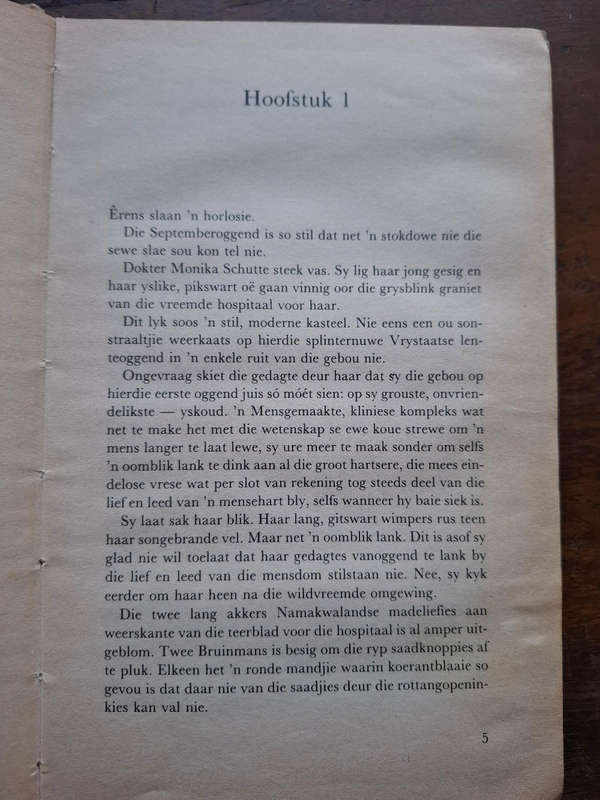 Hoofstuk 1
Êrens slaan 'n horlosie.
Die Septemberoggend is so stil dat net 'n stokdowe nie die
sewe slae sou kon tel nie.
Dokter Monika Schutte steek vas. Sy lig haar jong gesig en
haar yslike, pikswart oë gaan vinnig oor die grysblink graniet
van die vreemde hospitaal voor haar.
Dit lyk soos 'n stil, moderne kasteel. Nie eens een ou son-
straaltjie weerkaats op hierdie splinternuwe Vrystaatse len-
teoggend in 'n enkele ruit van die gebou nie.
Ongevraag skiet die gedagte deur haar dat sy die gebou op
hierdie eerste oggend juis só móét sien: op sy grouste, onvrien-
delikste — yskoud. 'n Mensgemaakte, kliniese kompleks wat
net te make het met die wetenskap se ewe koue strewe om 'n
mens langer te laat lewe, sy ure meer te maak sonder om selfs
'n oomblik lank te dink aan al die groot hartsere, die mees ein-
delose vrese wat per slot van rekening tog steeds deel van die
lief en leed van 'n mensehart bly, selfs wanneer hy baie siek is.
Sy laat sak haar blik. Haar lang, gitswart wimpers rus teen
haar songebrande vel. Maar net 'n oomblik lank. Dit is asof sy
glad nie wil toelaat dat haar gedagtes vanoggend te lank by
die lief en leed van die mensdom stilstaan nie. Nee, sy kyk
eerder om haar heen na die wildvreemde omgewing.
Die twee lang akkers Namakwalandse madeliefies aan
weerskante van die teerblad voor die hospitaal is al amper uit-
geblom. Twee Bruinmans is besig om die ryp saadknoppies af
te pluk. Elkeen het 'n ronde mandjie waarin koerantblaaie so
gevou is dat daar nie van die saadjies deur die rottangopenin-
kies kan val nie.
5